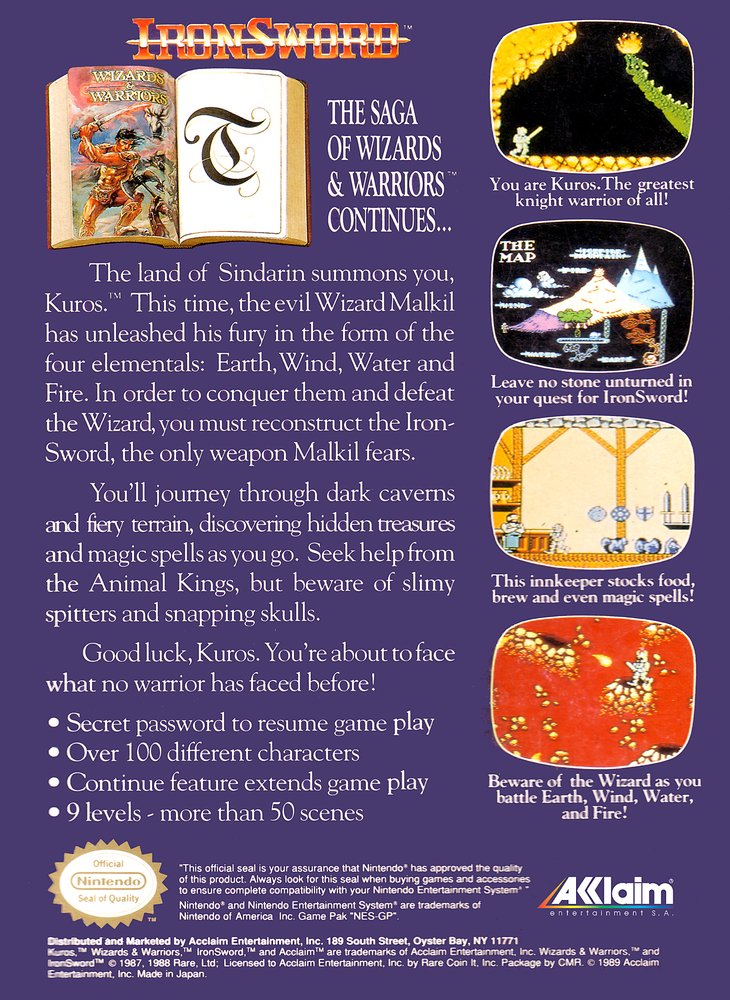 IRONSWORD™
WIZARDS
&
WARRIORS
T
THE SAGA
OF WIZARDS
& WARRIORS™
CONTINUES...
The land of Sindarin summons you,
Kuros.™ This time, the evil Wizard Malkil
has unleashed his fury in the form of the
four elementals: Earth, Wind, Water and
Fire. In order to conquer them and defeat
the Wizard, you must reconstruct the Iron-
Sword, the only weapon Malkil fears.
You'll journey through dark caverns
and fiery terrain, discovering hidden treasures
and magic spells as you go. Seek help from
the Animal Kings, but beware of slimy
spitters and snapping skulls.
Good luck, Kuros. You're about to face
what no warrior has faced before!
• Secret password to resume game play
• Over 100 different characters
• Continue feature extends game play
• 9 levels - more than 50 scenes
You are Kuros. The greatest
knight warrior of all!
THE
MAP
Leave no stone unturned in
your quest for IronSword!
This innkeeper stocks food,
brew and even magic spells!
Beware of the Wizard as you
battle Earth, Wind, Water,
and Fire!
Official
Nintendo®
Seal of Quality
TM
"This official seal is your assurance that Nintendo® has approved the quality
of this product. Always look for this seal when buying games and accessories
to ensure complete compatibility with your Nintendo Entertainment System®"
Nintendo® and Nintendo Entertainment System® are trademarks of
Nintendo of America Inc. Game Pak "NES-GP".
AKklaim®
entertainment S.A.
Distributed and Marketed by Acclaim Entertainment, Inc. 189 South Street, Oyster Bay, NY 11771
Kuros,™ Wizards & Warriors,™ IronSword,™ and Acclaim™ are trademarks of Acclaim Entertainment, Inc. Wizards & Warriors,™ and
IronSword™ © 1987, 1988 Rare, Ltd; Licensed to Acclaim Entertainment, Inc. by Rare Coin It, Inc. Package by CMR. © 1989 Acclaim
Entertainment, Inc. Made in Japan.